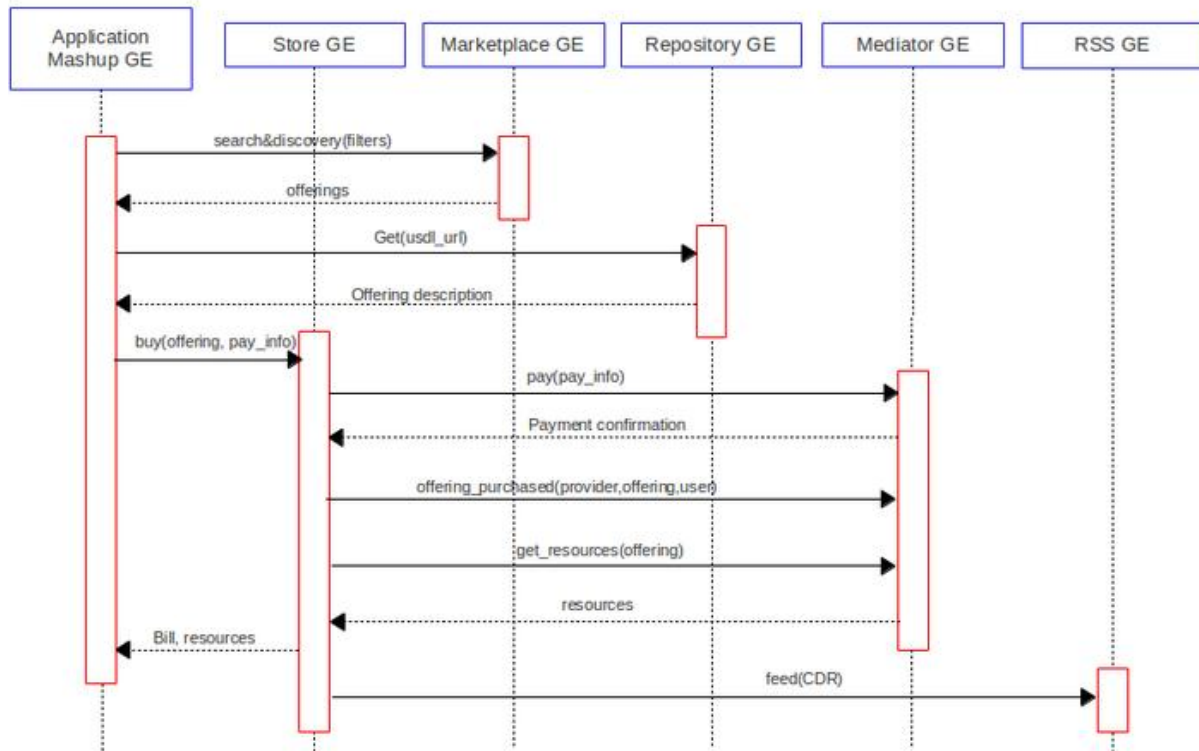 Application
Mashup GE
Store GE
Marketplace GE
Repository GE
Mediator GE
RSS GE
search&discovery(filters)
offerings
Get(usdl_url)
Offering description
buy(offering, pay_info)
pay(pay_info)
Payment confirmation
offering_purchased(provider,offering,user)
get_resources(offering)
resources
Bill, resources
feed(CDR)